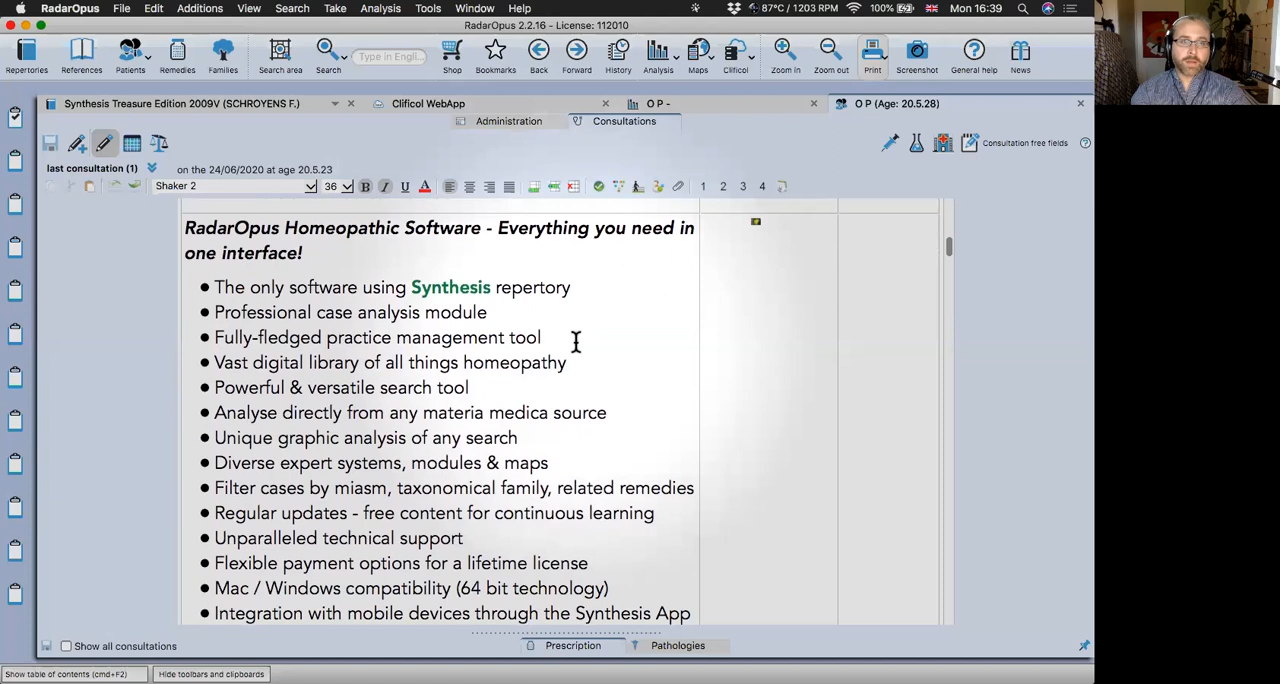 RadarOpus File Edit Additions View Search Take Analysis Tools Window Help 87°C / 1203 RPM 100% Mon 16:39
RadarOpus 2.2.16 - License: 112010
Type in Engli
Repertories References Patients Remedies Families Search area Search Shop Bookmarks Back Forward History Analysis Maps Clificol Zoom in Zoom out Print Screenshot General help News
Synthesis Treasure Edition 2009V (SCHROYENS F.) Clificol WebApp O P - O P (Age: 20.5.28)
Administration Consultations
Consultation free fields
last consultation (1) on the 24/06/2020 at age 20.5.23
Shaker 2 36 B I U A 1 2 3 4
RadarOpus Homeopathic Software - Everything you need in
one interface!
● The only software using Synthesis repertory
● Professional case analysis module
● Fully-fledged practice management tool
● Vast digital library of all things homeopathy
● Powerful & versatile search tool
● Analyse directly from any materia medica source
● Unique graphic analysis of any search
● Diverse expert systems, modules & maps
● Filter cases by miasm, taxonomical family, related remedies
● Regular updates - free content for continuous learning
● Unparalleled technical support
● Flexible payment options for a lifetime license
● Mac / Windows compatibility (64 bit technology)
● Integration with mobile devices through the Synthesis App
Show all consultations Prescription Pathologies
Show table of contents (cmd+F2) Hide toolbars and clipboards